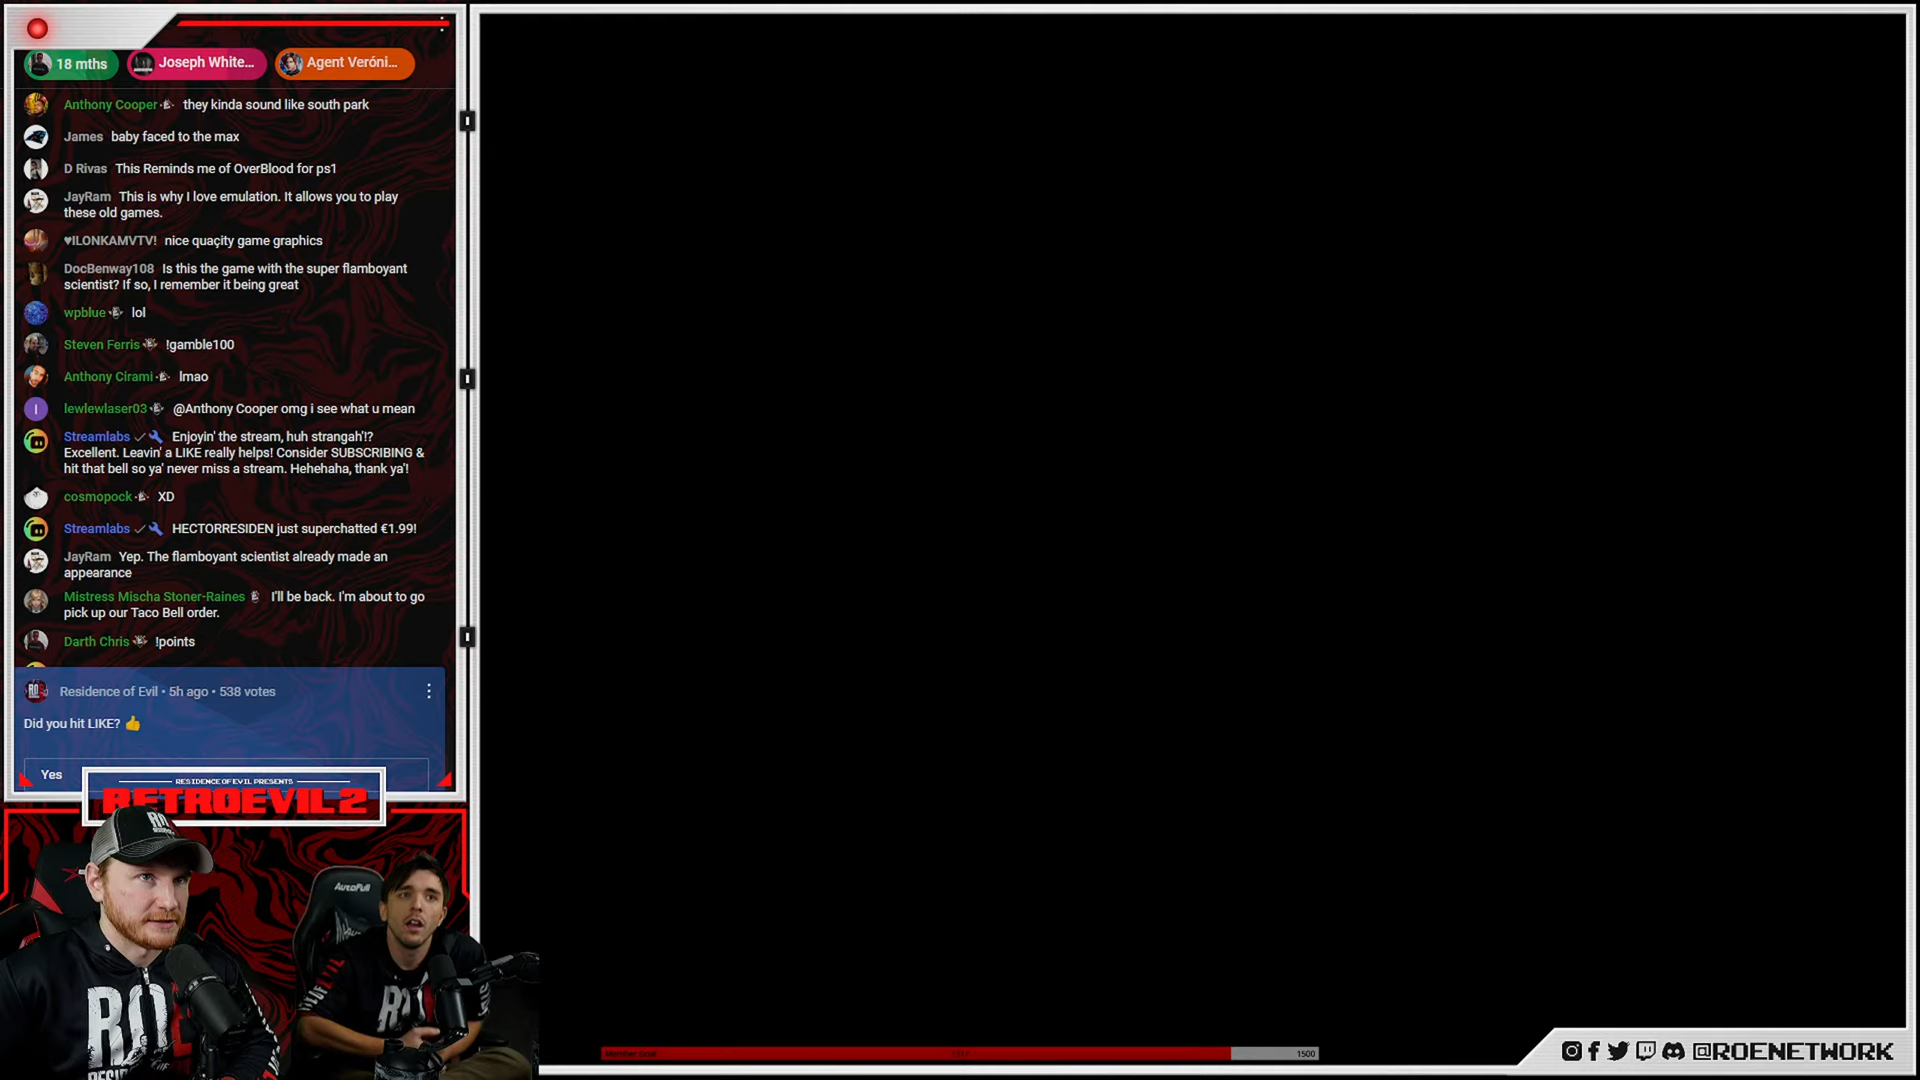 18 mths
Joseph White...
Agent Veróni...
Anthony Cooper they kinda sound like south park
James baby faced to the max
D Rivas This Reminds me of OverBlood for ps1
JayRam This is why I love emulation. It allows you to play
these old games.
♥ILONKAMVTV! nice quaçity game graphics
DocBenway108 Is this the game with the super flamboyant
scientist? If so, I remember it being great
wpblue lol
Steven Ferris !gamble100
Anthony Cirami lmao
lewlewlaser03 @Anthony Cooper omg i see what u mean
Streamlabs Enjoyin' the stream, huh strangah'!?
Excellent. Leavin' a LIKE really helps! Consider SUBSCRIBING &
hit that bell so ya' never miss a stream. Hehehaha, thank ya'!
cosmopock XD
Streamlabs HECTORRESIDEN just superchatted €1.99!
JayRam Yep. The flamboyant scientist already made an
appearance
Mistress Mischa Stoner-Raines I'll be back. I'm about to go
pick up our Taco Bell order.
Darth Chris !points
Residence of Evil • 5h ago • 538 votes
Did you hit LIKE? 👍
Yes
RESIDENCE OF EVIL PRESENTS
RETROEVIL 2
AutoFull
Member Goal
1500
@ROENETWORK